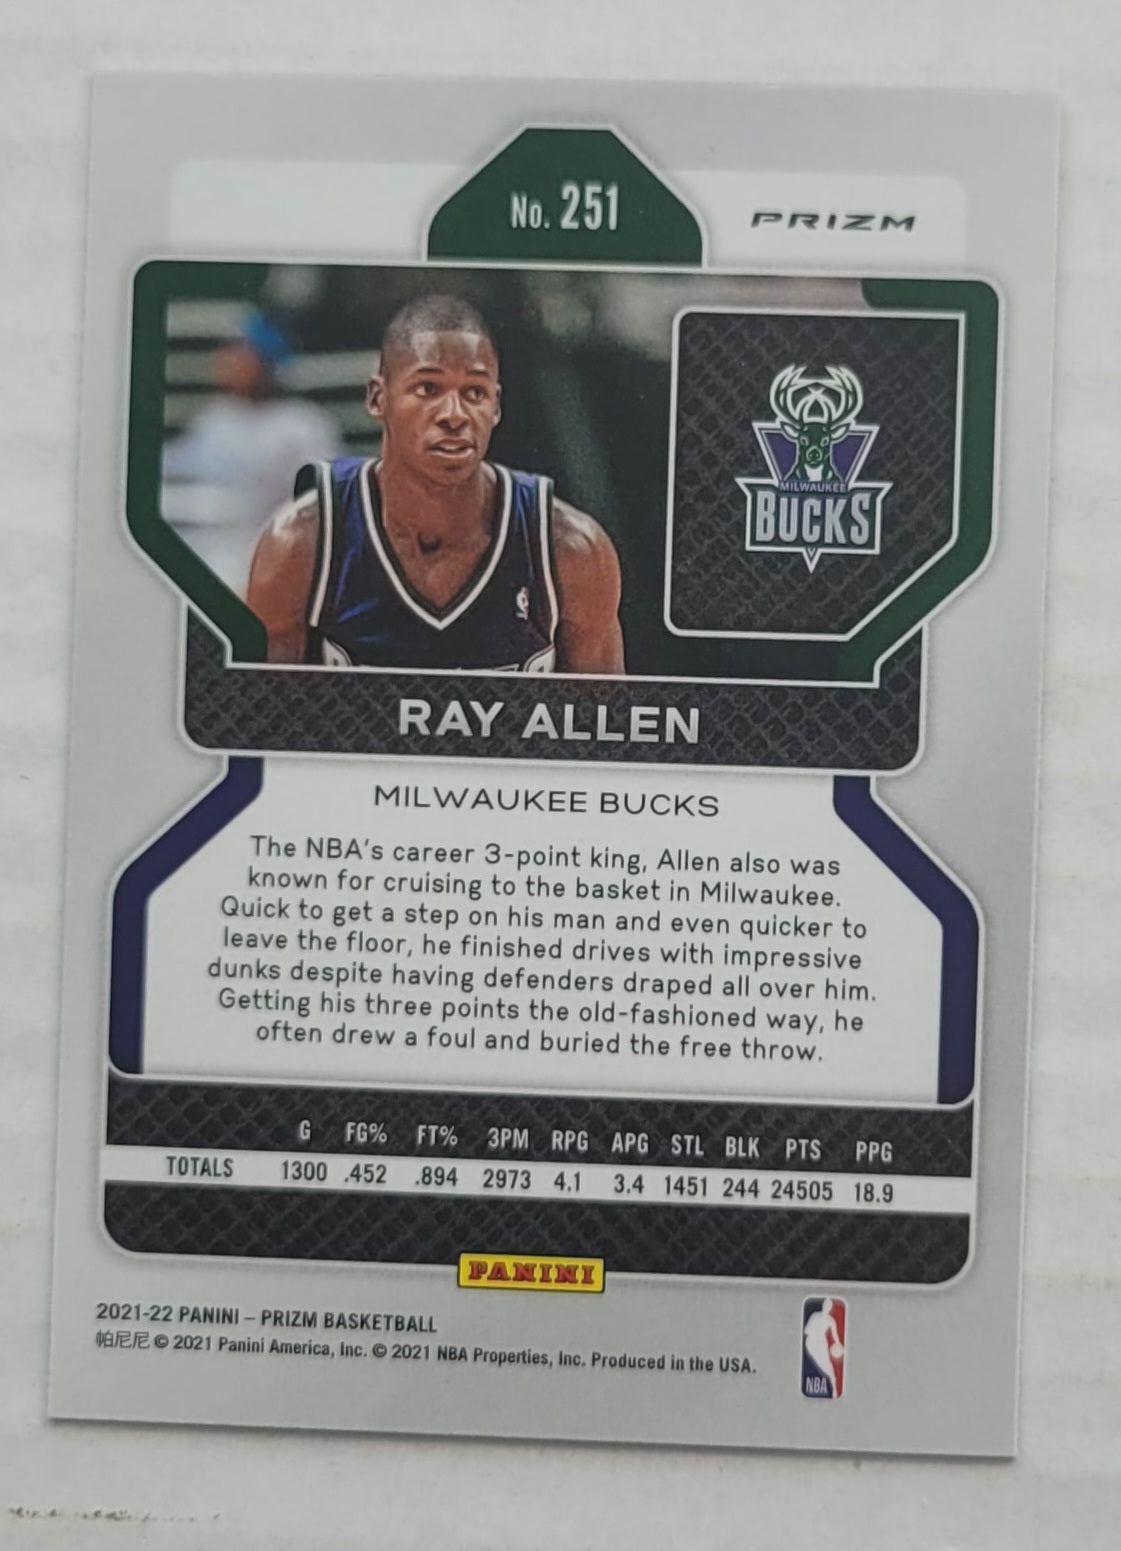 No. 251
PRIZM
MILWAUKEE
BUCKS
RAY ALLEN
MILWAUKEE BUCKS
The NBA's career 3-point king, Allen also was
known for cruising to the basket in Milwaukee.
Quick to get a step on his man and even quicker to
leave the floor, he finished drives with impressive
dunks despite having defenders draped all over him.
Getting his three points the old-fashioned way, he
often drew a foul and buried the free throw.
G FG% FT% 3PM RPG APG STL BLK PTS PPG
TOTALS 1300 .452 .894 2973 4.1 3.4 1451 244 24505 18.9
PANINI
2021-22 PANINI – PRIZM BASKETBALL
帕尼尼 © 2021 Panini America, Inc. © 2021 NBA Properties, Inc. Produced in the USA.
NBA